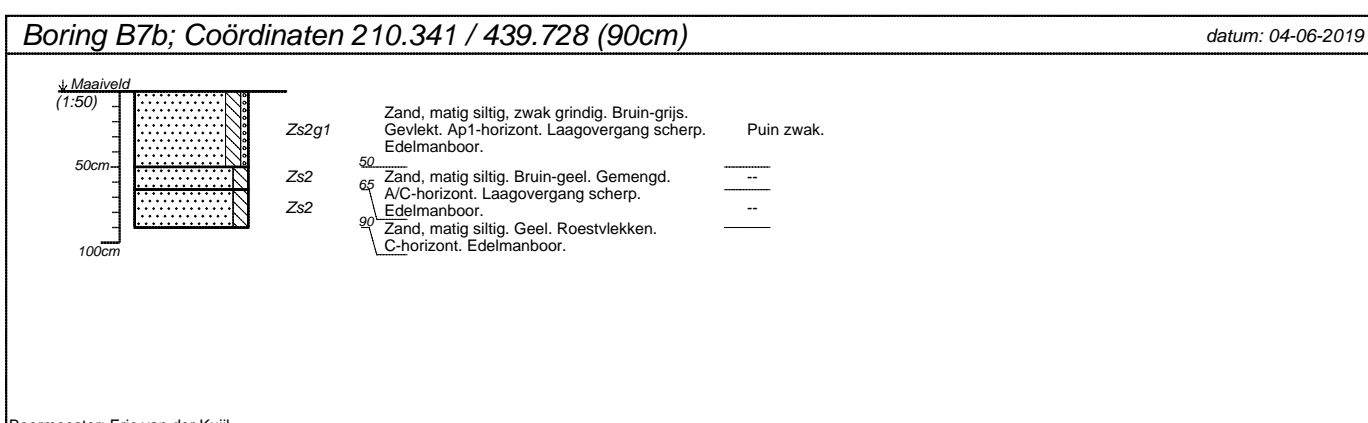 Boring B7b; Coördinaten 210.341 / 439.728 (90cm)
datum: 04-06-2019
Maaiveld
(1:50)
50cm
100cm
Zs2g1
Zand, matig siltig, zwak grindig. Bruin-grijs.
Gevlekt. Ap1-horizont. Laagovergang scherp.
Edelmanboor.
Puin zwak.
50
Zs2
Zand, matig siltig. Bruin-geel. Gemengd.
A/C-horizont. Laagovergang scherp.
Edelmanboor.
--
65
Zs2
Zand, matig siltig. Geel. Roestvlekken.
C-horizont. Edelmanboor.
--
90